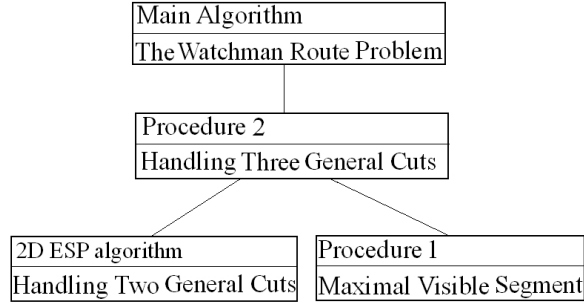 Main Algorithm
The Watchman Route Problem
Procedure 2
Handling Three General Cuts
2D ESP algorithm
Handling Two General Cuts
Procedure 1
Maximal Visible Segment